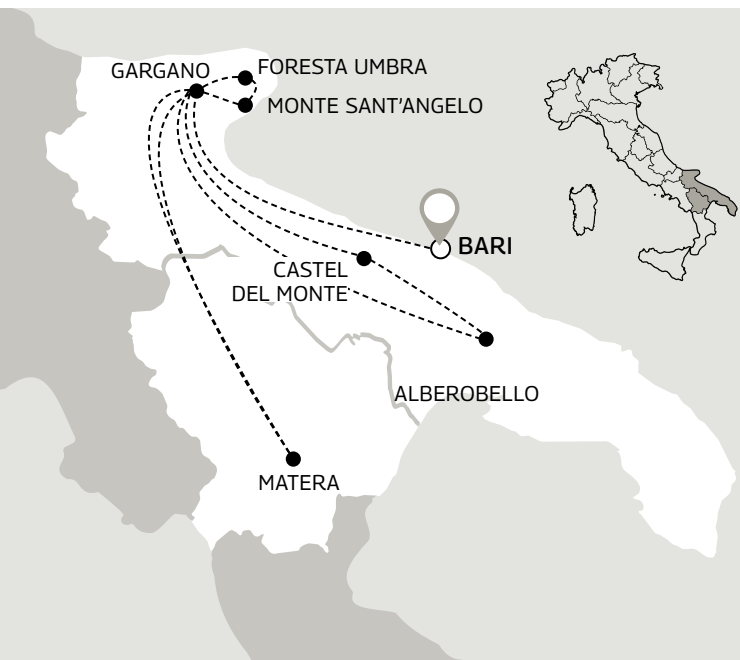 GARGANO
FORESTA UMBRA
MONTE SANT'ANGELO
BARI
CASTEL
DEL MONTE
ALBEROBELLO
MATERA